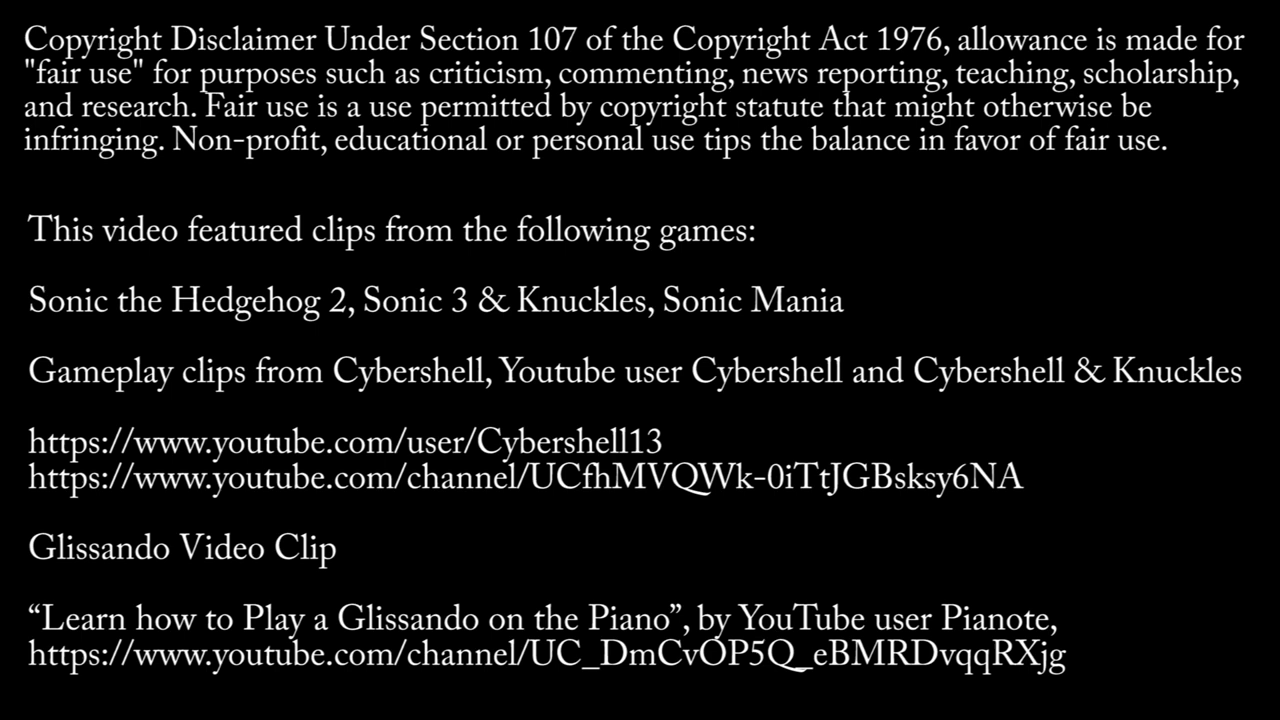 Copyright Disclaimer Under Section 107 of the Copyright Act 1976, allowance is made for
"fair use" for purposes such as criticism, commenting, news reporting, teaching, scholarship,
and research. Fair use is a use permitted by copyright statute that might otherwise be
infringing. Non-profit, educational or personal use tips the balance in favor of fair use.
This video featured clips from the following games:
Sonic the Hedgehog 2, Sonic 3 & Knuckles, Sonic Mania
Gameplay clips from Cybershell, Youtube user Cybershell and Cybershell & Knuckles
https://www.youtube.com/user/Cybershell13
https://www.youtube.com/channel/UCfhMVQWk-0iTtJGBsksy6NA
Glissando Video Clip
“Learn how to Play a Glissando on the Piano”, by YouTube user Pianote,
https://www.youtube.com/channel/UC_DmCvOP5Q_eBMRDvqqRXjg